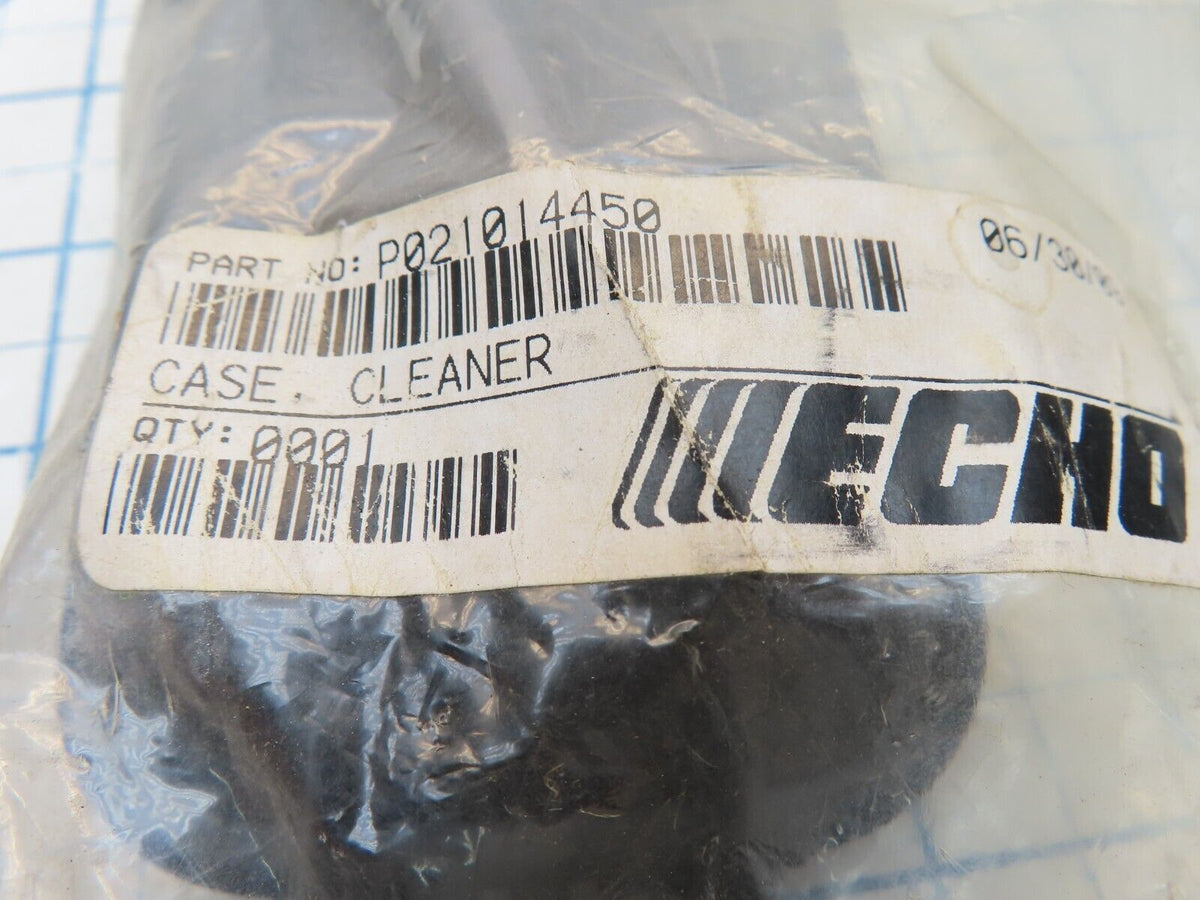 PART NO: P021014450
06/30/
CASE, CLEANER
QTY: 0001
ECHO